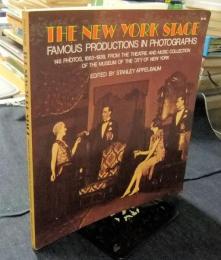 THE NEW YORK STAGE
FAMOUS PRODUCTIONS IN PHOTOGRAPHS
148 PHOTOS, 1883-1939, FROM THE THEATRE AND MUSIC COLLECTION
OF THE MUSEUM OF THE CITY OF NEW YORK
EDITED BY STANLEY APPELBAUM